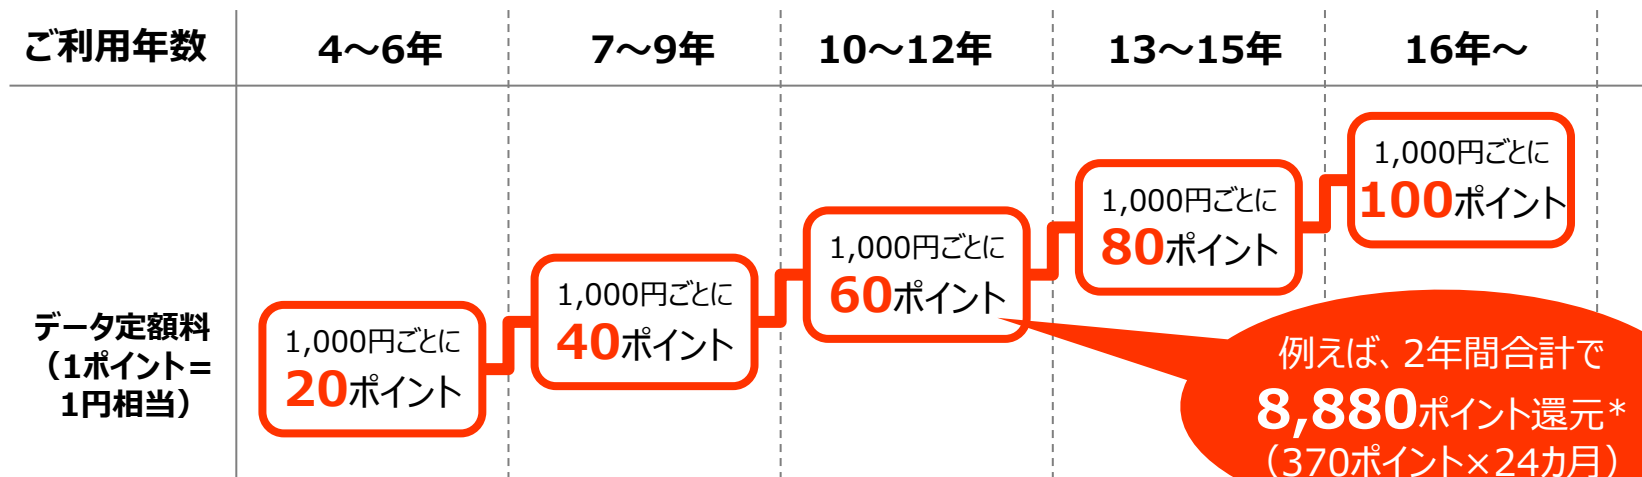 ご利用年数
4～6年
7～9年
10～12年
13～15年
16年～
データ定額料
（1ポイント＝
1円相当）
1,000円ごとに
20ポイント
1,000円ごとに
40ポイント
1,000円ごとに
60ポイント
1,000円ごとに
80ポイント
1,000円ごとに
100ポイント
例えば、2年間合計で
8,880ポイント還元*
（370ポイント×24カ月）